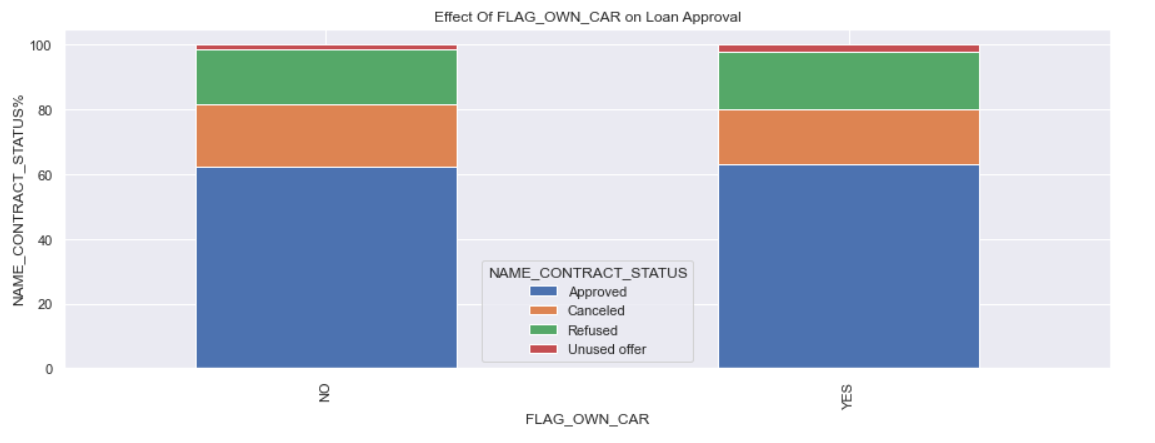 Effect Of FLAG_OWN_CAR on Loan Approval
NAME_CONTRACT_STATUS%
100
80
60
40
20
0
NAME_CONTRACT_STATUS
Approved
Canceled
Refused
Unused offer
NO
YES
FLAG_OWN_CAR